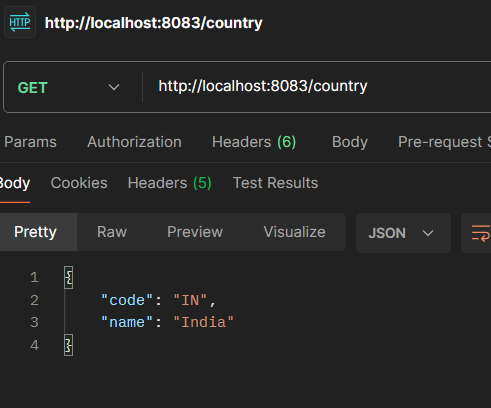 HTTP http://localhost:8083/country
GET http://localhost:8083/country
Params Authorization Headers (6) Body Pre-request S
Body Cookies Headers (5) Test Results
Pretty Raw Preview Visualize JSON
1 {
2 "code": "IN",
3 "name": "India"
4 }